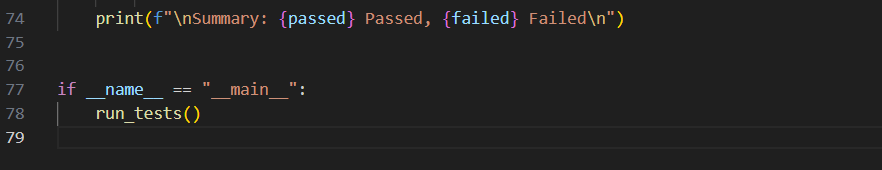 74 print(f"\nSummary: {passed} Passed, {failed} Failed\n")
75
76
77 if __name__ == "__main__":
78 run_tests()
79